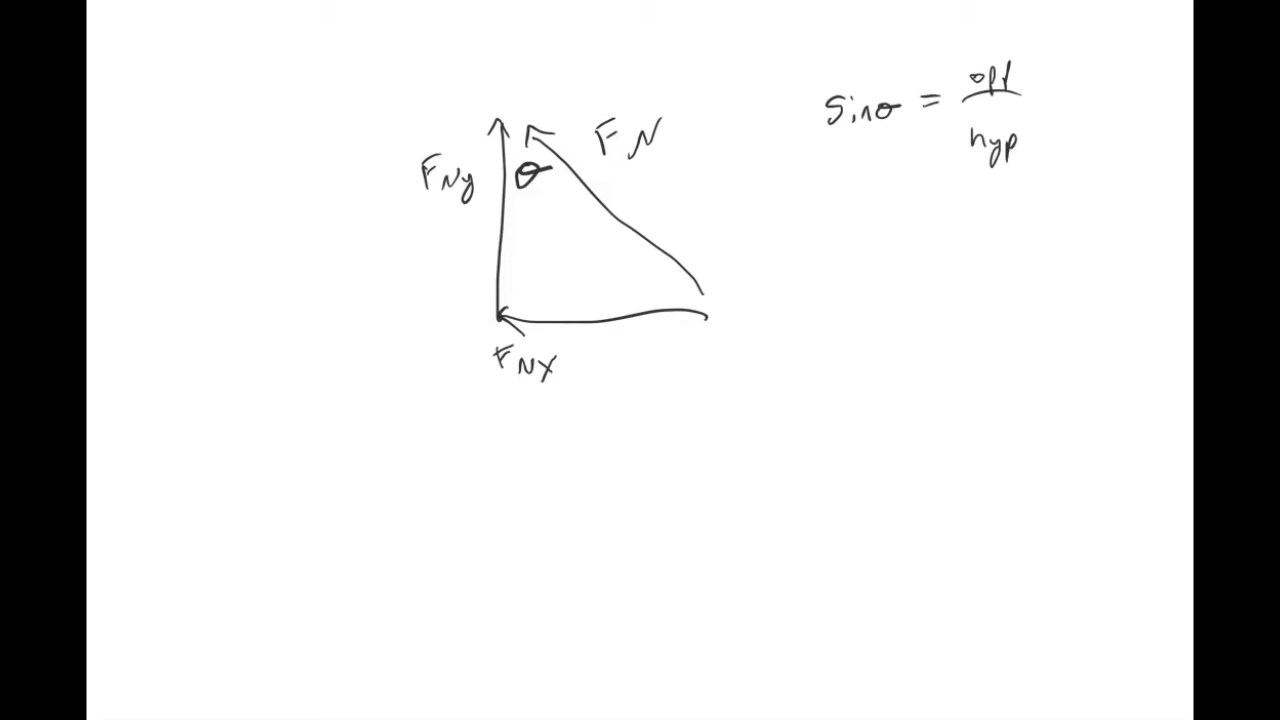 sinθ = opp/hyp
FN
FNy
θ
FNX